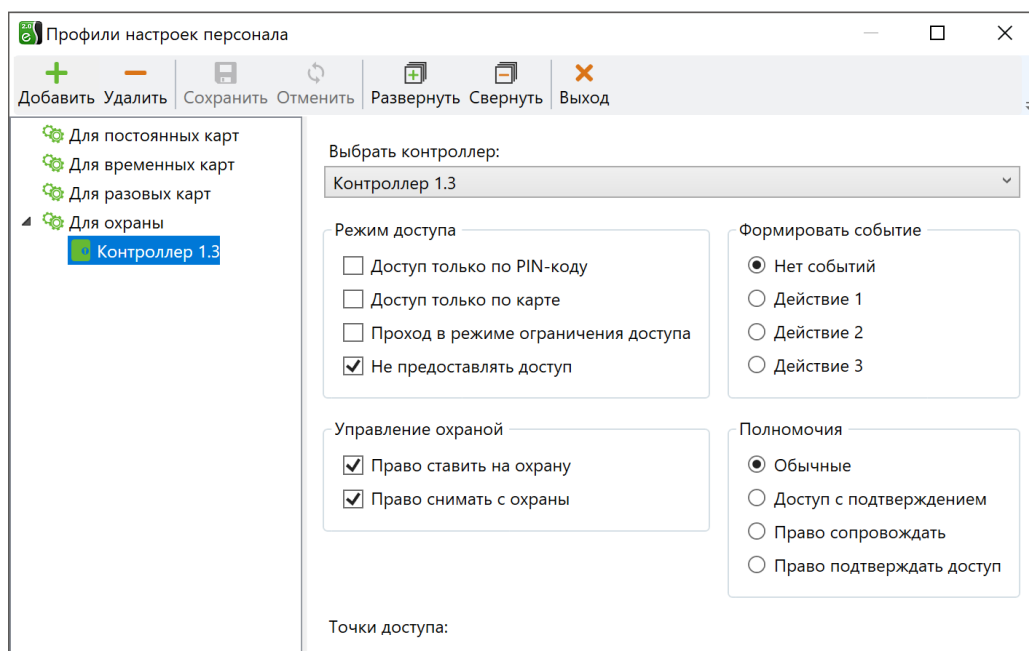 2.0
e
Профили настроек персонала
Добавить Удалить Сохранить Отменить Развернуть Свернуть Выход
Для постоянных карт
Для временных карт
Для разовых карт
Для охраны
Контроллер 1.3
Выбрать контроллер:
Контроллер 1.3
Режим доступа
Доступ только по PIN-коду
Доступ только по карте
Проход в режиме ограничения доступа
Не предоставлять доступ
Формировать событие
Нет событий
Действие 1
Действие 2
Действие 3
Управление охраной
Право ставить на охрану
Право снимать с охраны
Полномочия
Обычные
Доступ с подтверждением
Право сопровождать
Право подтверждать доступ
Точки доступа: